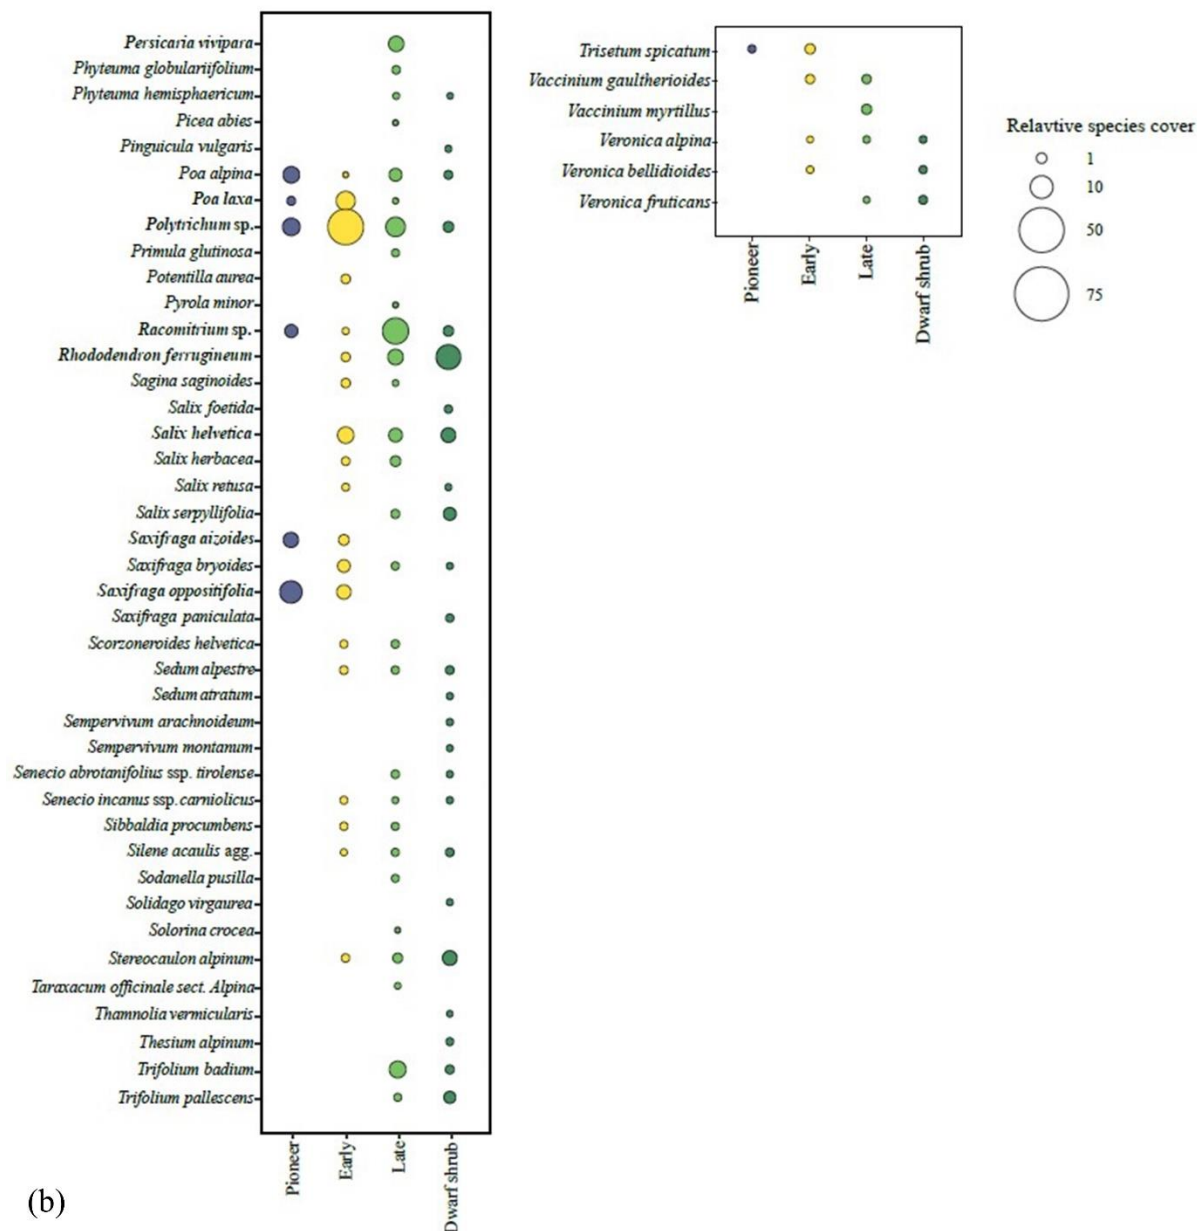 Persicaria vivipara
Phyteuma globulariifolium
Phyteuma hemisphaericum
Picea abies
Pinguicula vulgaris
Poa alpina
Poa laxa
Polytrichum sp.
Primula glutinosa
Potentilla aurea
Pyrola minor
Racomitrium sp.
Rhododendron ferrugineum
Sagina saginoides
Salix foetida
Salix helvetica
Salix herbacea
Salix retusa
Salix serpyllifolia
Saxifraga aizoides
Saxifraga bryoides
Saxifraga oppositifolia
Saxifraga paniculata
Scorzoneroides helvetica
Sedum alpestre
Sedum atratum
Sempervivum arachnoideum
Sempervivum montanum
Senecio abrotanifolius ssp. tirolense
Senecio incanus ssp. carniolicus
Sibbaldia procumbens
Silene acaulis agg.
Sodanella pusilla
Solidago virgaurea
Solorina crocea
Stereocaulon alpinum
Taraxacum officinale sect. Alpina
Thamnolia vermicularis
Thesium alpinum
Trifolium badium
Trifolium pallescens
Pioneer
Early
Late
Dwarf shrub
Trisetum spicatum
Vaccinium gaultherioides
Vaccinium myrtillus
Veronica alpina
Veronica bellidioides
Veronica fruticans
Pioneer
Early
Late
Dwarf shrub
Relavtive species cover
1
10
50
75
(b)